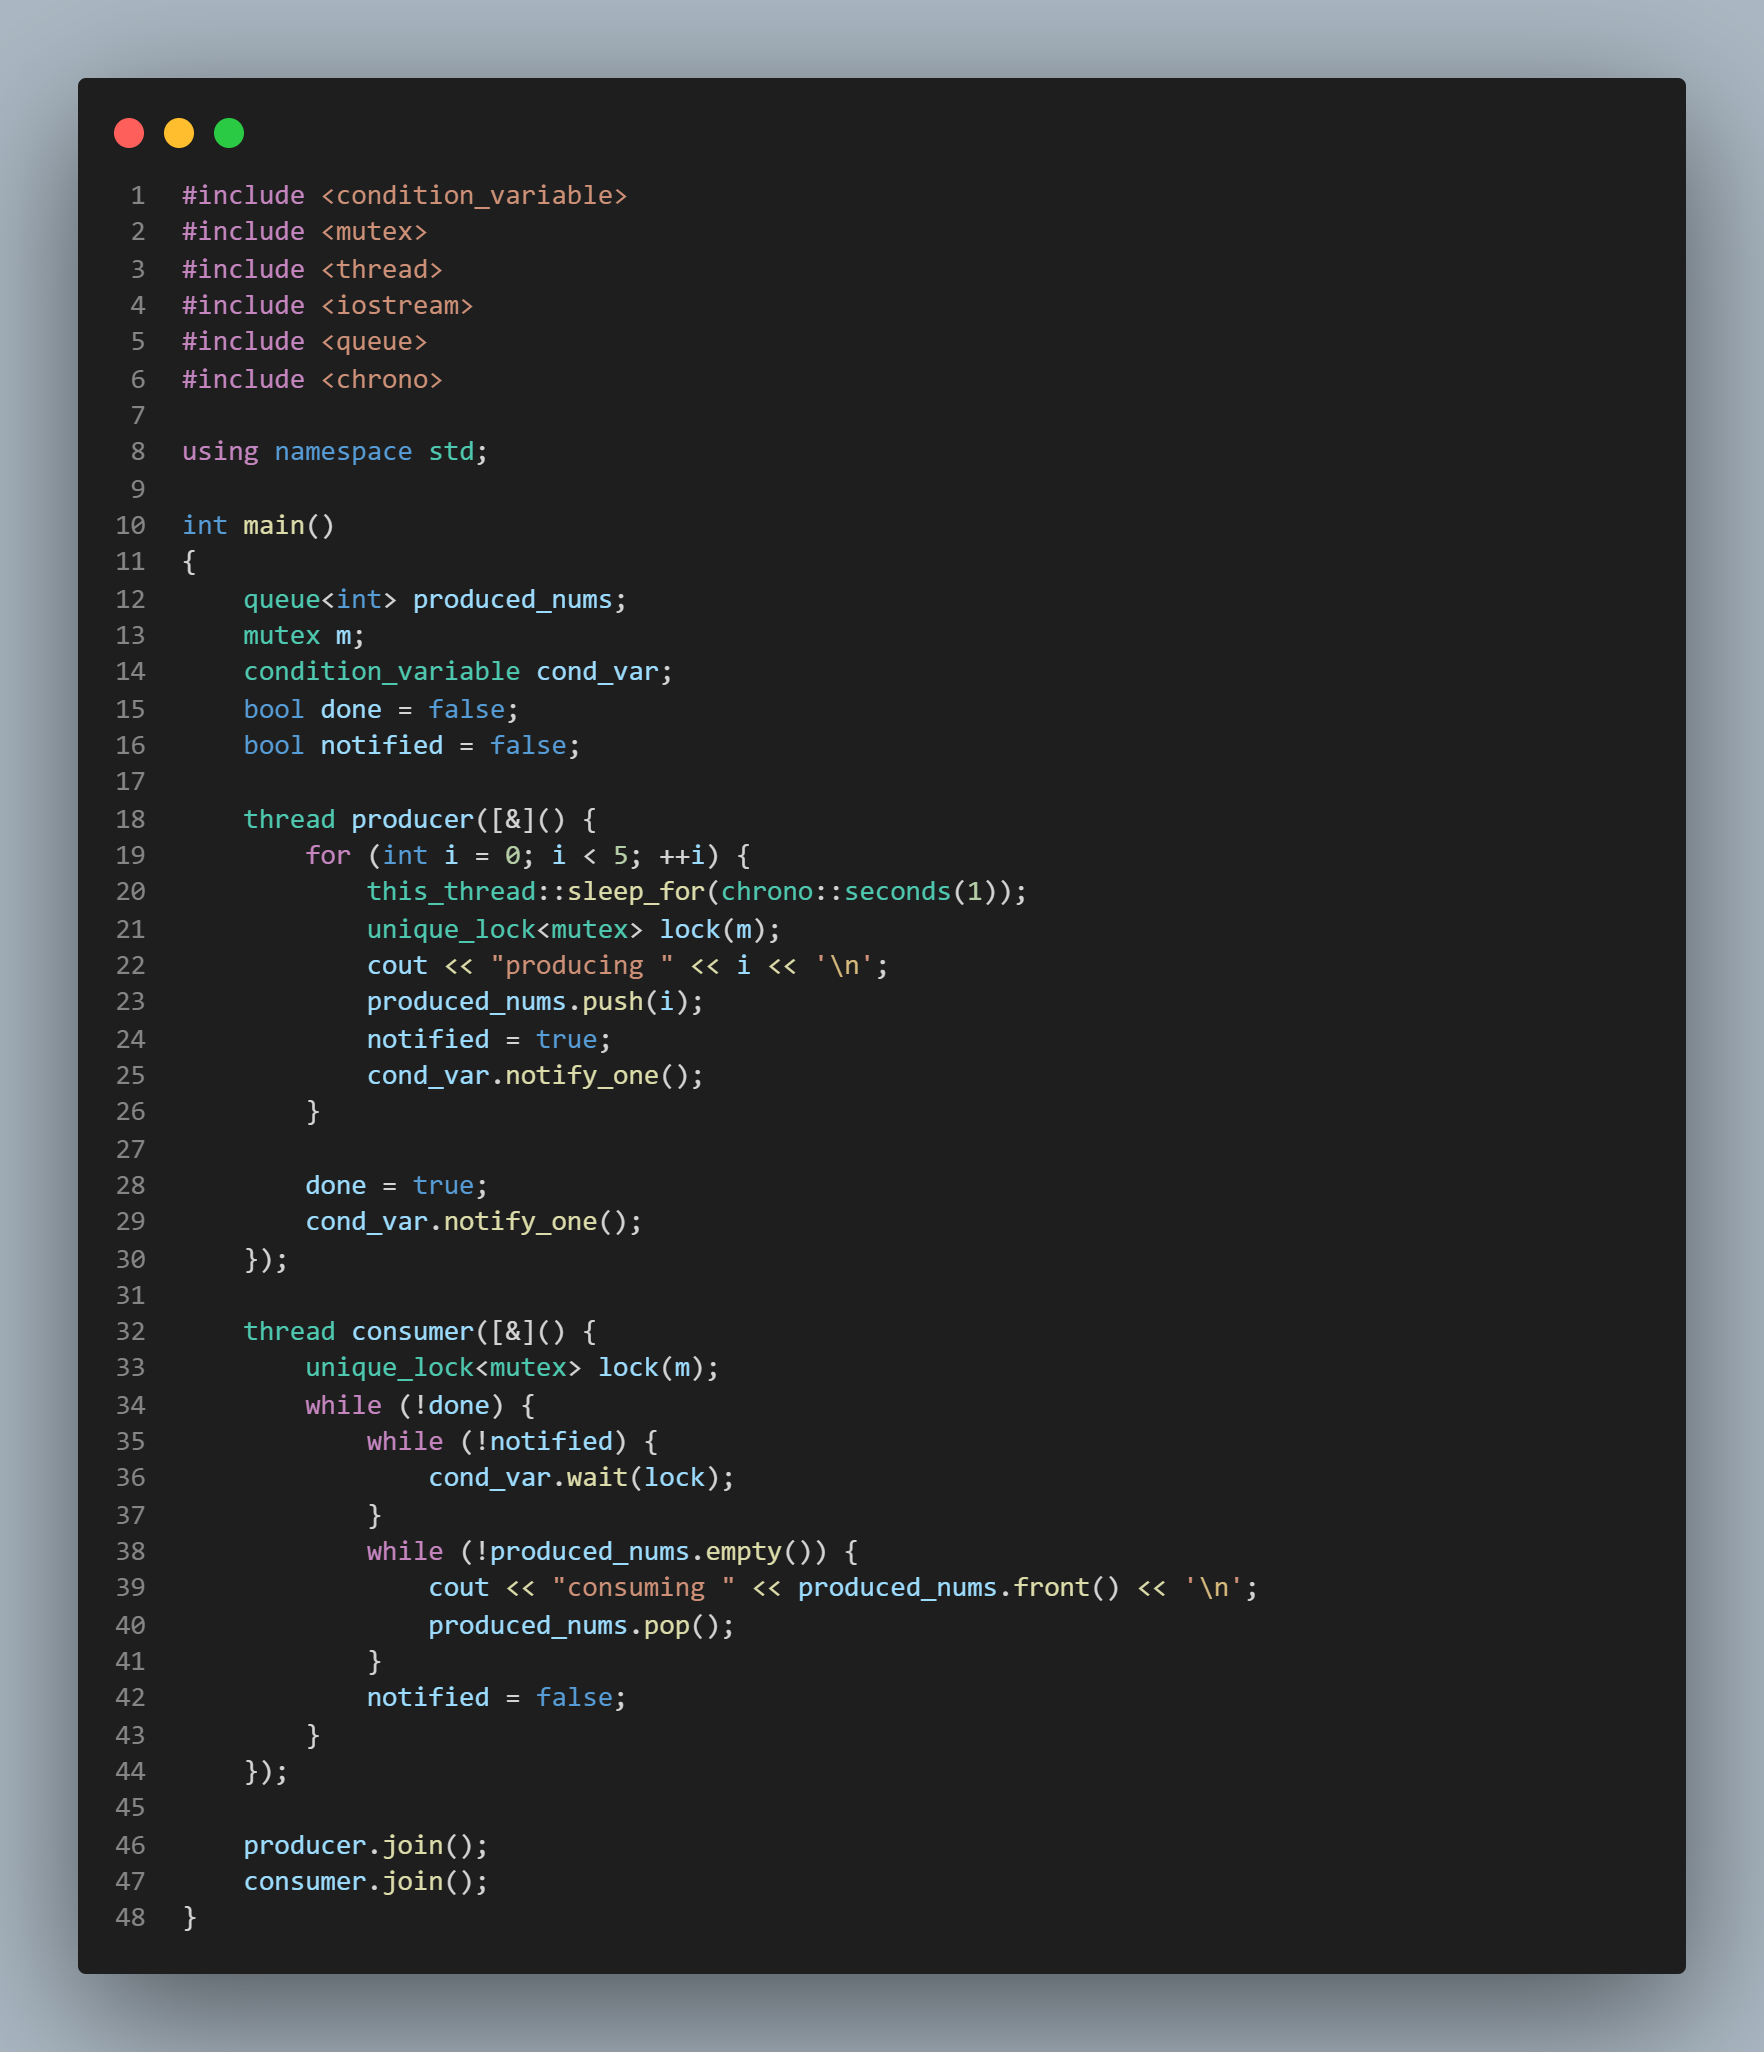 1 #include <condition_variable>
2 #include <mutex>
3 #include <thread>
4 #include <iostream>
5 #include <queue>
6 #include <chrono>
7
8 using namespace std;
9
10 int main()
11 {
12     queue<int> produced_nums;
13     mutex m;
14     condition_variable cond_var;
15     bool done = false;
16     bool notified = false;
17
18     thread producer([&]() {
19         for (int i = 0; i < 5; ++i) {
20             this_thread::sleep_for(chrono::seconds(1));
21             unique_lock<mutex> lock(m);
22             cout << "producing " << i << '\n';
23             produced_nums.push(i);
24             notified = true;
25             cond_var.notify_one();
26         }
27
28         done = true;
29         cond_var.notify_one();
30     });
31
32     thread consumer([&]() {
33         unique_lock<mutex> lock(m);
34         while (!done) {
35             while (!notified) {
36                 cond_var.wait(lock);
37             }
38             while (!produced_nums.empty()) {
39                 cout << "consuming " << produced_nums.front() << '\n';
40                 produced_nums.pop();
41             }
42             notified = false;
43         }
44     });
45
46     producer.join();
47     consumer.join();
48 }